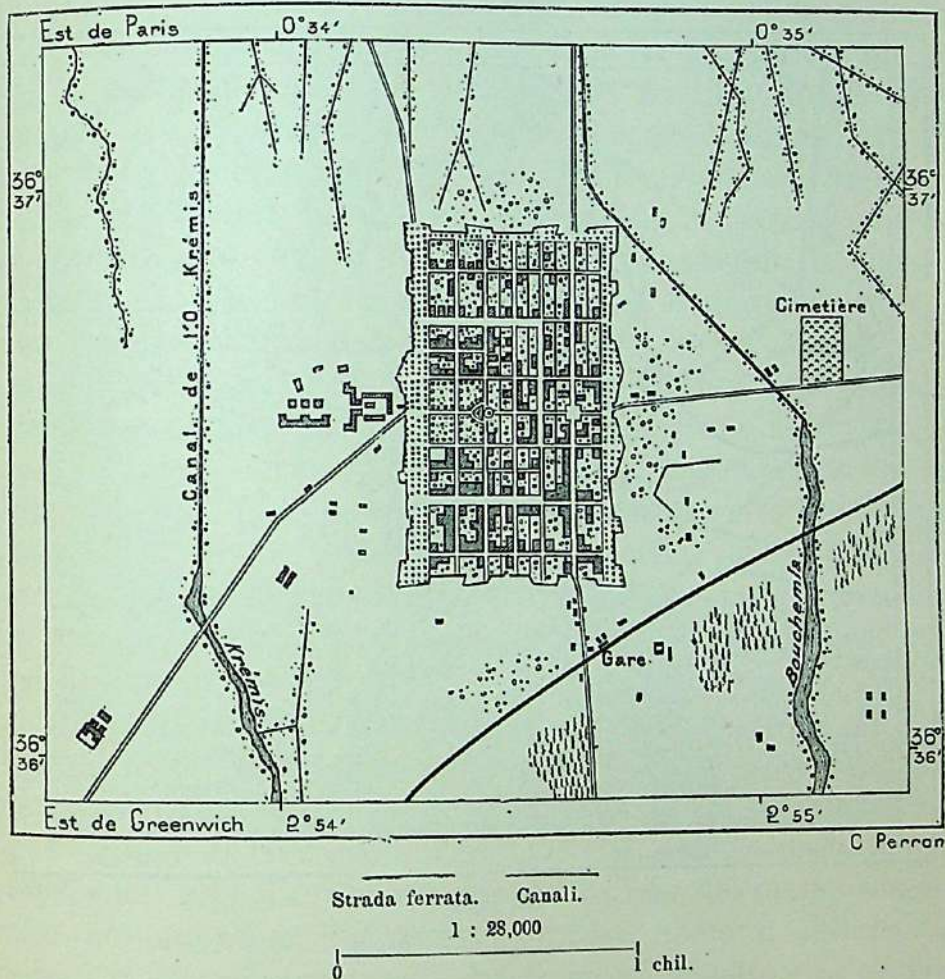 Est de Paris 0° 34' 0° 35'
36° 37'
36° 37'
Canal de l'O. Krémis
Cimetière
Krémis
Gare
Bouchemla
36° 36'
36° 36'
Est de Greenwich 2° 54' 2° 55'
C Perron
Strada ferrata. Canali.
1 : 28,000
0 1 chil.